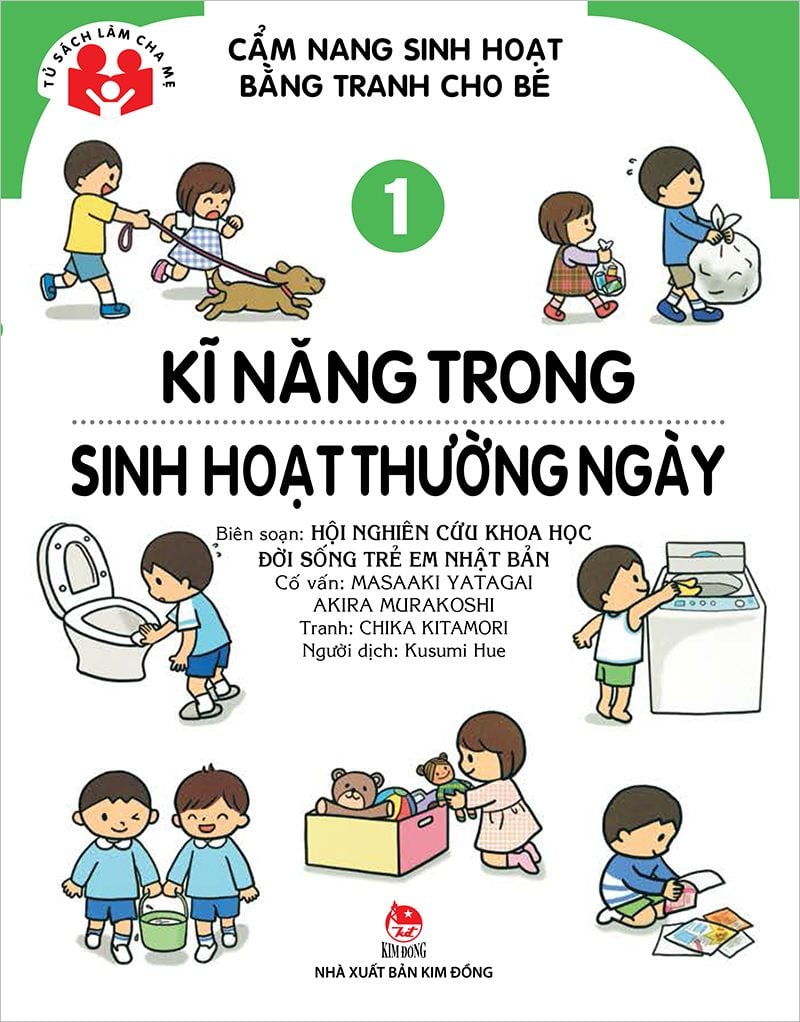 TỦ SÁCH LÀM CHA MẸ
CẨM NANG SINH HOẠT
BẰNG TRANH CHO BÉ
1
KĨ NĂNG TRONG
SINH HOẠT THƯỜNG NGÀY
Biên soạn: HỘI NGHIÊN CỨU KHOA HỌC
ĐỜI SỐNG TRẺ EM NHẬT BẢN
Cố vấn: MASAAKI YATAGAI
AKIRA MURAKOSHI
Tranh: CHIKA KITAMORI
Người dịch: Kusumi Hue
KIM ĐỒNG
NHÀ XUẤT BẢN KIM ĐỒNG